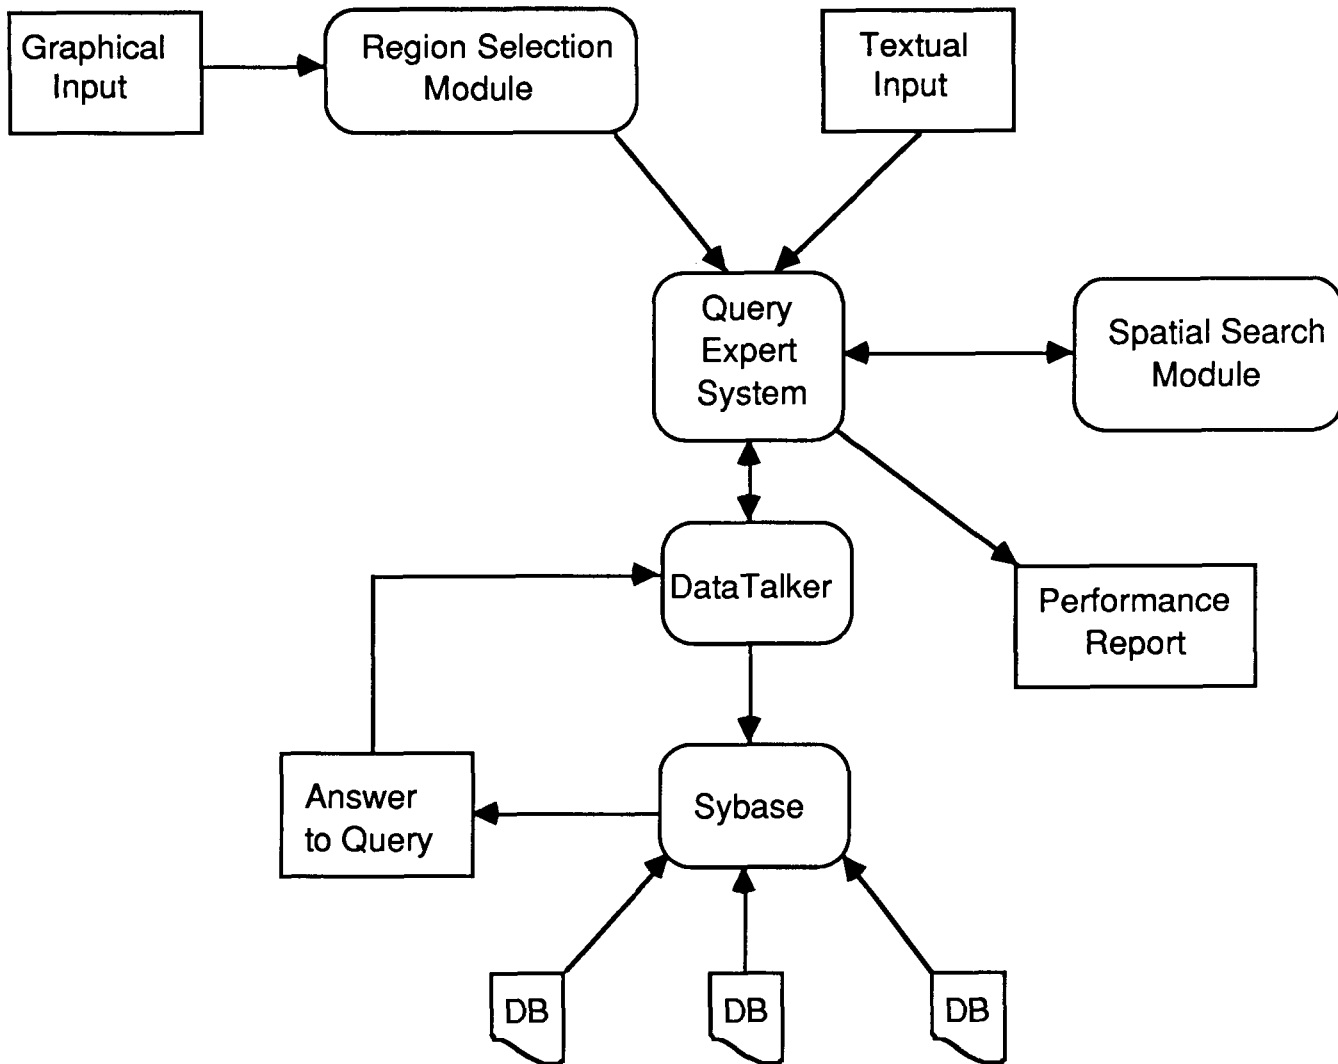 Graphical
Input
Region Selection
Module
Textual
Input
Query
Expert
System
Spatial Search
Module
DataTalker
Performance
Report
Answer
to Query
Sybase
DB
DB
DB